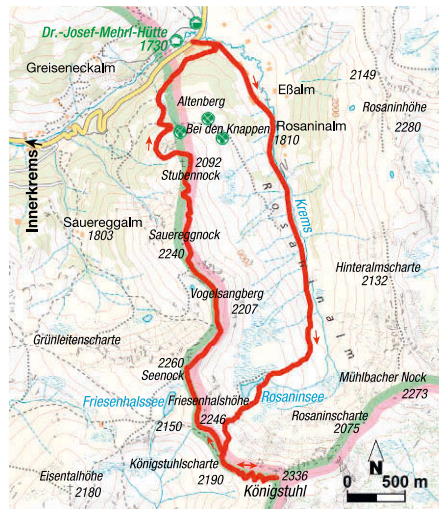 Dr.-Josef-Mehrl-Hütte
1730
Greiseneckalm
Altenberg
Eßalm
2149
Rosaninhöhe
2280
Bei den Knappen
Rosaninalm
1810
Innerkrems
2092
Stubennock
Krems
Rosaninalm
Sauereggalm
1803
Sauereggnock
2240
Hinteralmscharte
2132
Vogelsangberg
2207
Grünleitenscharte
2260
Seenock
Mühlbacher Nock
2273
Friesenhalssee
Friesenhalshöhe
2246
Rosaninsee
2150
Rosaninscharte
2075
Königstuhlscharte
2190
Eisentalhöhe
2180
2336
Königstuhl
N
0 500 m